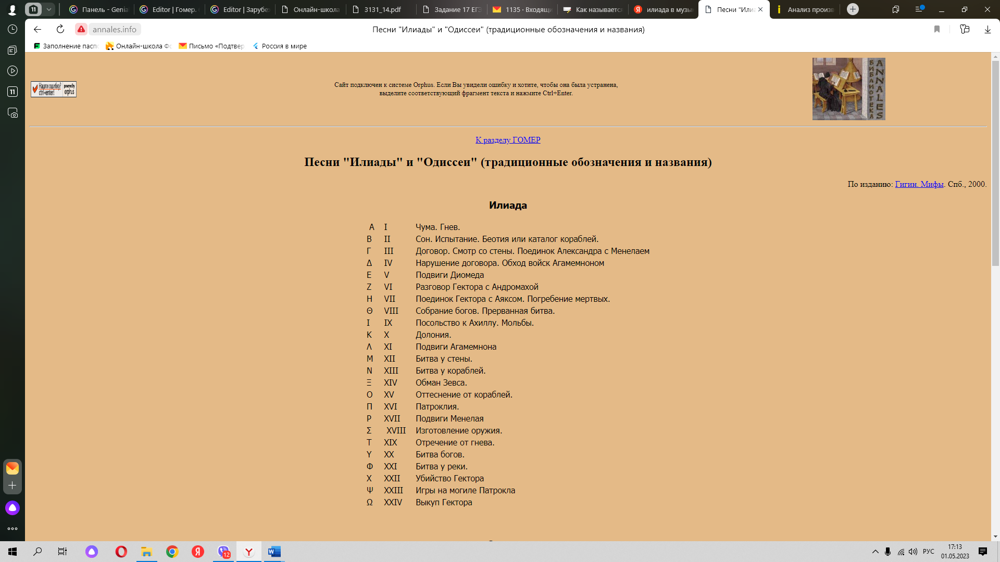 11
Панель - Genia
Editor | Гомер.
Editor | Зарубеж
Онлайн-школа
3131_14.pdf
Задание 17 ЕГЭ
1135 · Входящи
Как называется
илиада в музы
Песни "Илиа
Анализ произв
annales.info
Песни "Илиады" и "Одиссеи" (традиционные обозначения и названия)
Заполнение паспо
Онлайн-школа Фо
Письмо «Подтвер
Россия в мире
11
Нашли ошибку? ctrl+enter! powered by orphus
Сайт подключен к системе Orphus. Если Вы увидели ошибку и хотите, чтобы она была устранена,
выделите соответствующий фрагмент текста и нажмите Ctrl+Enter.
БИБЛИОТЕКА ANNALES
К разделу ГОМЕР
Песни "Илиады" и "Одиссеи" (традиционные обозначения и названия)
По изданию: Гигин. Мифы. Спб., 2000.
Илиада
Α I Чума. Гнев.
Β II Сон. Испытание. Беотия или каталог кораблей.
Γ III Договор. Смотр со стены. Поединок Александра с Менелаем
Δ IV Нарушение договора. Обход войск Агамемноном
Ε V Подвиги Диомеда
Ζ VI Разговор Гектора с Андромахой
Η VII Поединок Гектора с Аяксом. Погребение мертвых.
Θ VIII Собрание богов. Прерванная битва.
Ι IX Посольство к Ахиллу. Мольбы.
Κ X Долония.
Λ XI Подвиги Агамемнона
Μ XII Битва у стены.
Ν XIII Битва у кораблей.
Ξ XIV Обман Зевса.
Ο XV Оттеснение от кораблей.
Π XVI Патроклия.
Ρ XVII Подвиги Менелая
Σ XVIII Изготовление оружия.
Τ XIX Отречение от гнева.
Υ XX Битва богов.
Φ XXI Битва у реки.
Χ XXII Убийство Гектора
Ψ XXIII Игры на могиле Патрокла
Ω XXIV Выкуп Гектора
12
РУС
17:13
01.05.2023